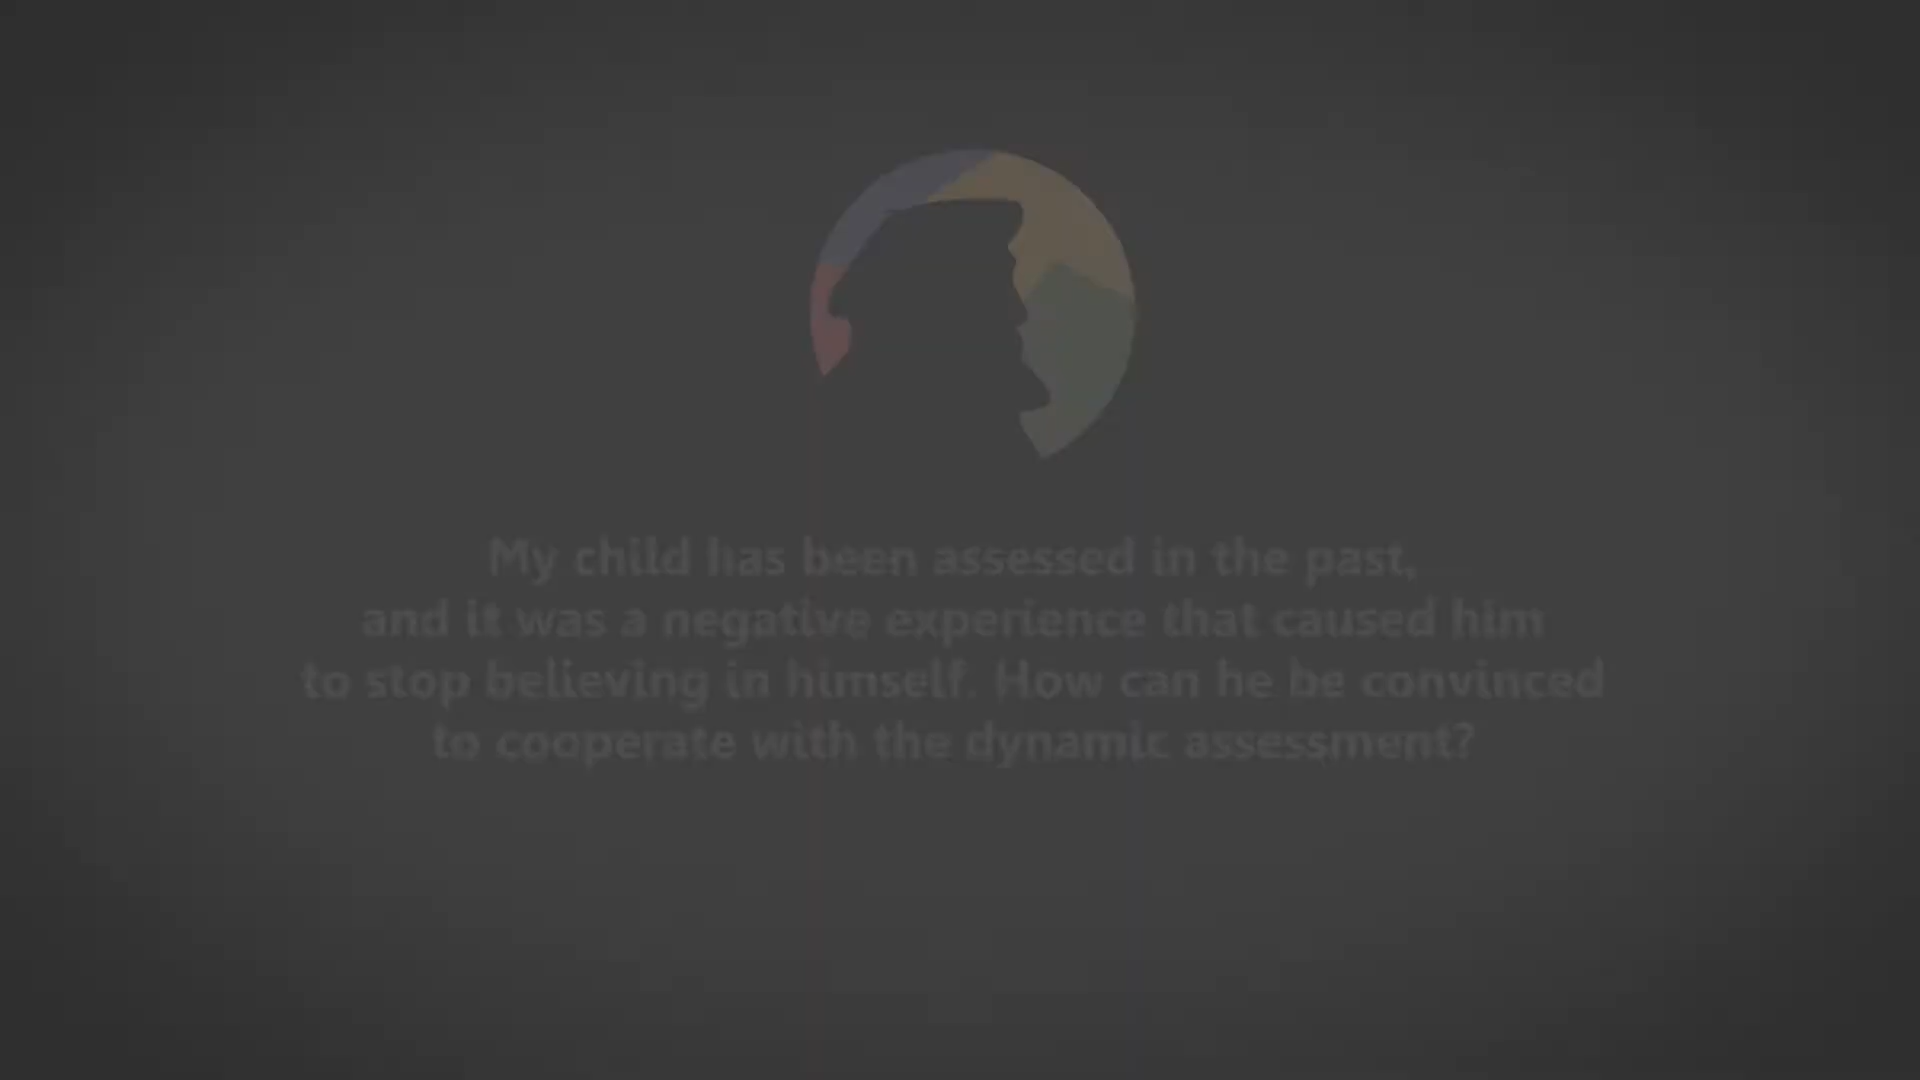 My child has been assessed in the past,
and it was a negative experience that caused him
to stop believing in himself. How can he be convinced
to cooperate with the dynamic assessment?